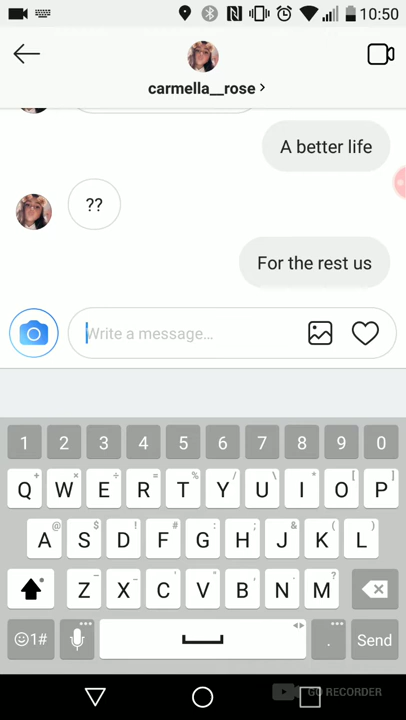 10:50
carmella__rose >
A better life
??
For the rest us
Write a message...
1 2 3 4 5 6 7 8 9 0
Q W E R T Y U I O P
+ × ÷ = % / \ * [ ]
A S D F G H J K L
@ $ ! # : ; & ( )
Z X C V B N M
_ ~ ' " , - ?
1# . Send
GO RECORDER